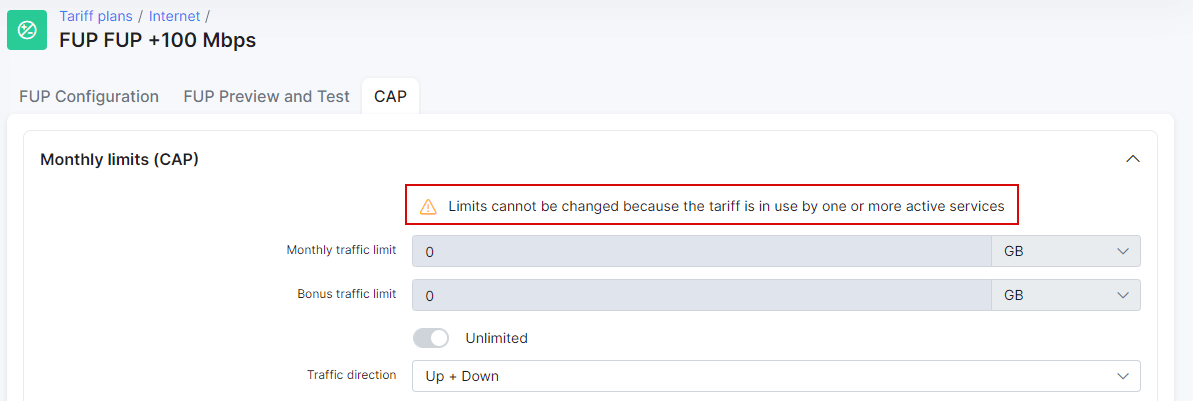 Tariff plans / Internet /
FUP FUP +100 Mbps
FUP Configuration FUP Preview and Test CAP
Monthly limits (CAP)
Limits cannot be changed because the tariff is in use by one or more active services
Monthly traffic limit 0 GB
Bonus traffic limit 0 GB
Unlimited
Traffic direction Up + Down